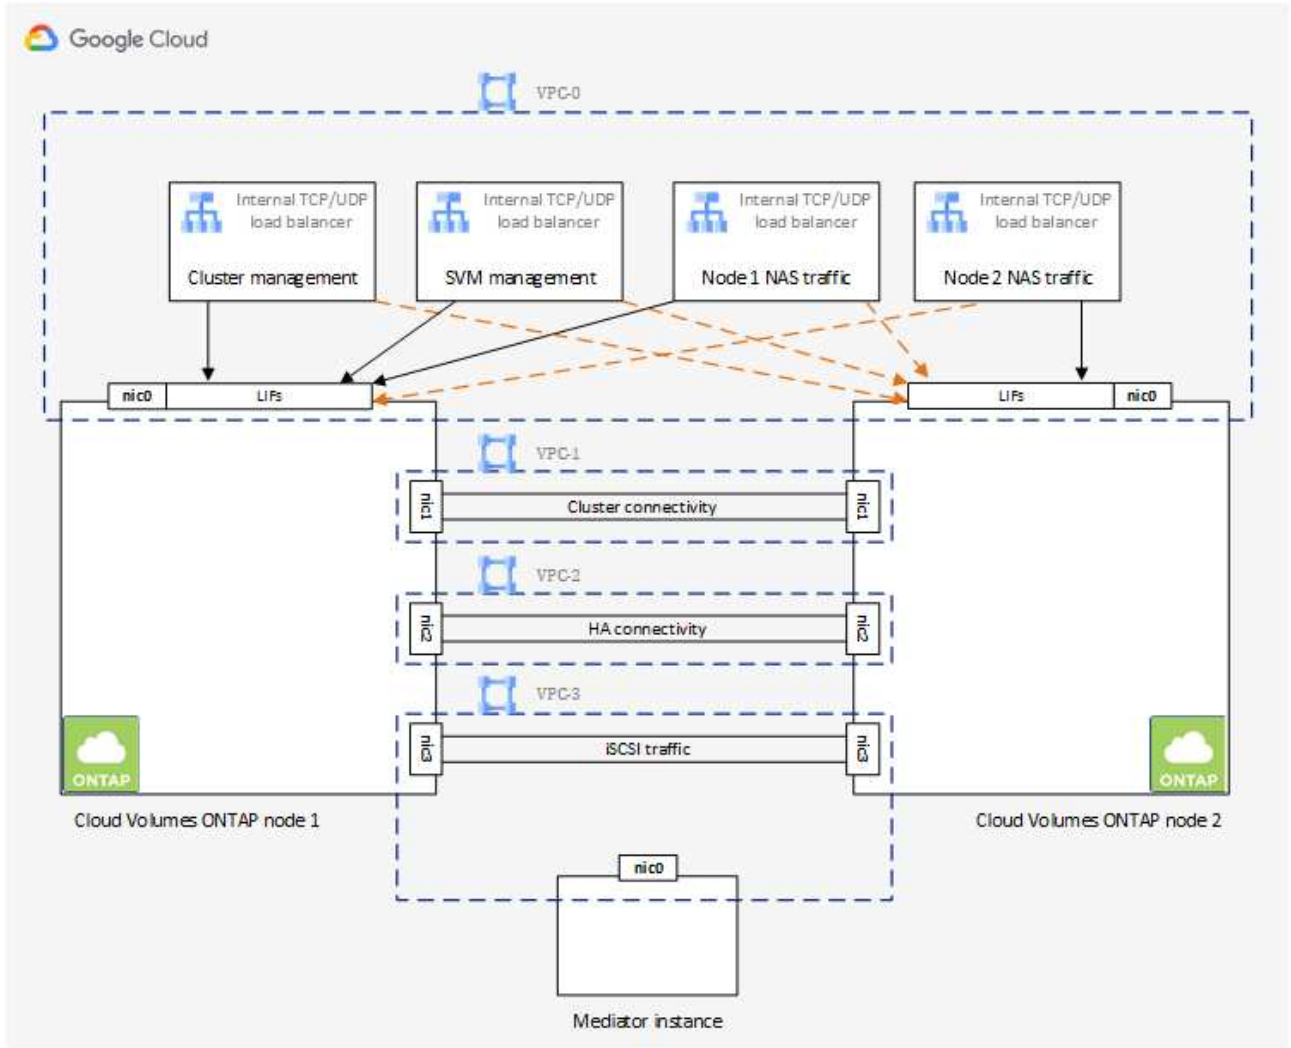 Google Cloud
VPC-0
Internal TCP/UDP
load balancer
Cluster management
Internal TCP/UDP
load balancer
SVM management
Internal TCP/UDP
load balancer
Node 1 NAS traffic
Internal TCP/UDP
load balancer
Node 2 NAS traffic
nic0
LIFs
LIFs
nic0
VPC-1
nic1
Cluster connectivity
nic1
VPC-2
nic2
HA connectivity
nic2
VPC-3
nic3
iSCSI traffic
nic3
ONTAP
ONTAP
Cloud Volumes ONTAP node 1
Cloud Volumes ONTAP node 2
nic0
Mediator instance